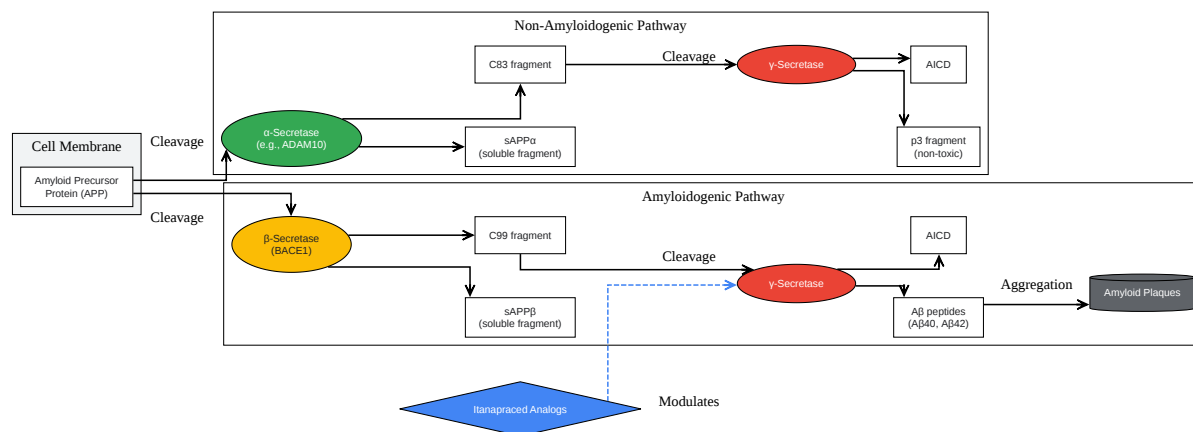 Non-Amyloidogenic Pathway
C83 fragment
Cleavage
γ-Secretase
AICD
α-Secretase
(e.g., ADAM10)
Cleavage
sAPPα
(soluble fragment)
p3 fragment
(non-toxic)
Cell Membrane
Amyloid Precursor
Protein (APP)
Cleavage
Amyloidogenic Pathway
β-Secretase
(BACE1)
C99 fragment
Cleavage
AICD
γ-Secretase
Aggregation
Amyloid Plaques
sAPPβ
(soluble fragment)
Aβ peptides
(Aβ40, Aβ42)
Itanapraced Analogs
Modulates